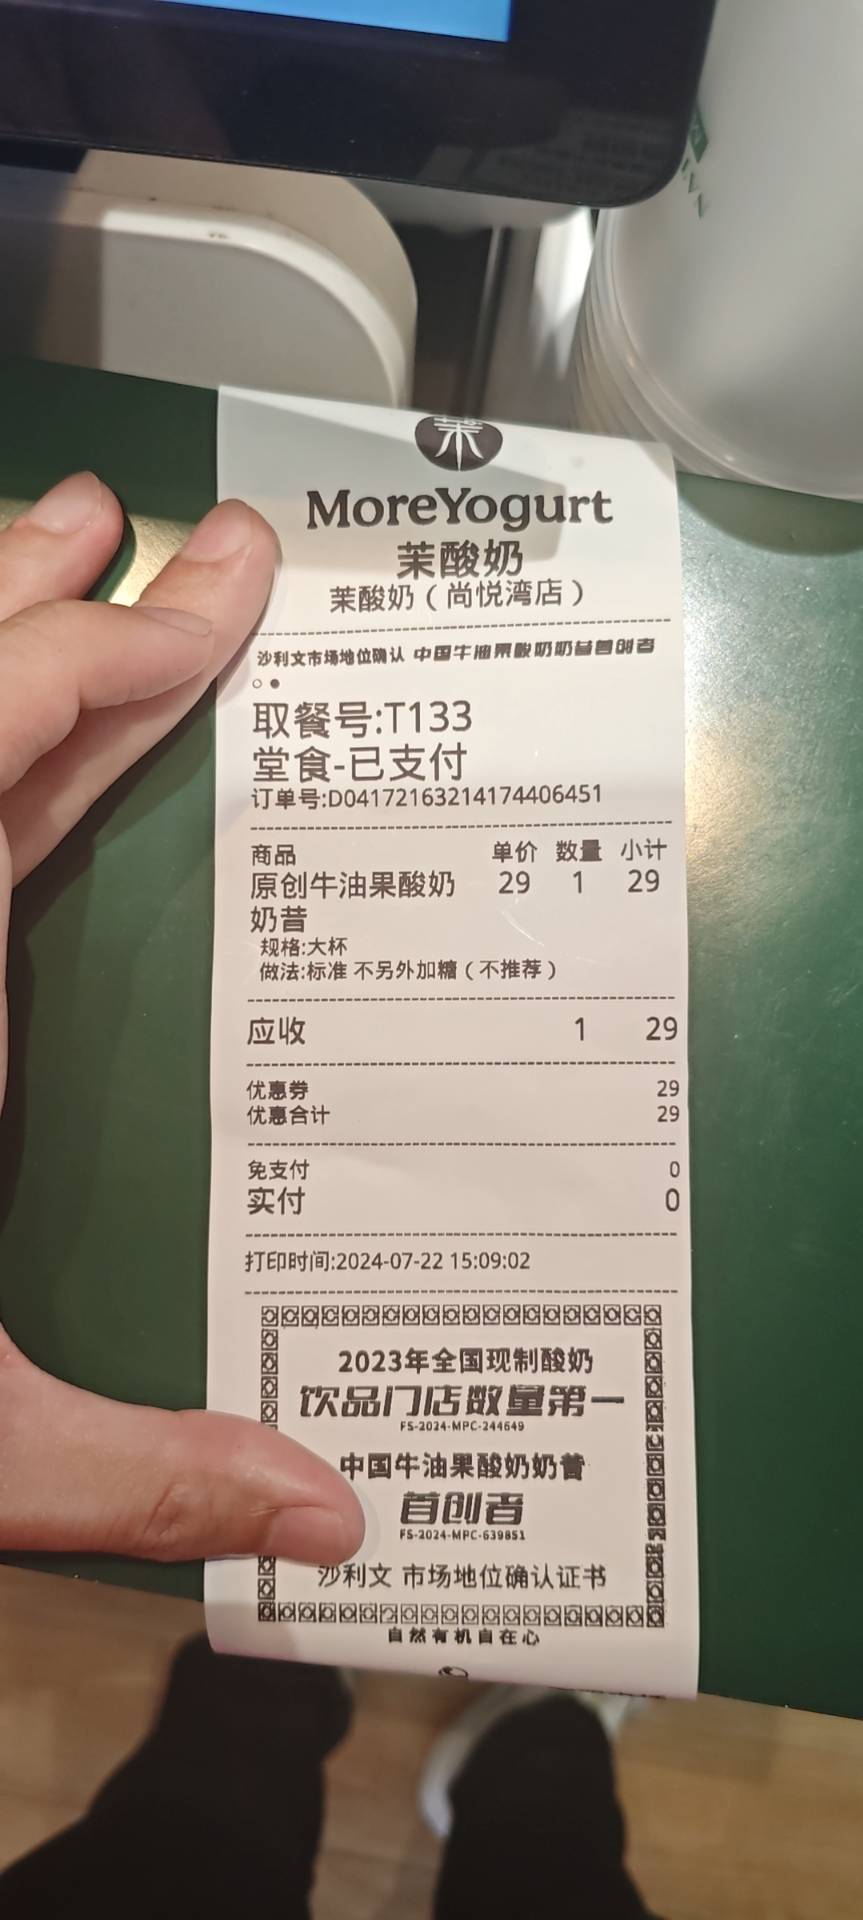 茉
MoreYogurt
茉酸奶
茉酸奶（尚悦湾店）
沙利文市场地位确认 中国牛油果酸奶奶昔首创者
取餐号:T133
堂食-已支付
订单号:D04172163214174406451
商品 单价 数量 小计
原创牛油果酸奶 29 1 29
奶昔
规格:大杯
做法:标准 不另外加糖（不推荐）
应收 1 29
优惠券 29
优惠合计 29
免支付 0
实付 0
打印时间:2024-07-22 15:09:02
2023年全国现制酸奶
饮品门店数量第一
FS-2024-MPC-244649
中国牛油果酸奶奶昔
首创者
FS-2024-MPC-639851
沙利文 市场地位确认证书
自然有机自在心